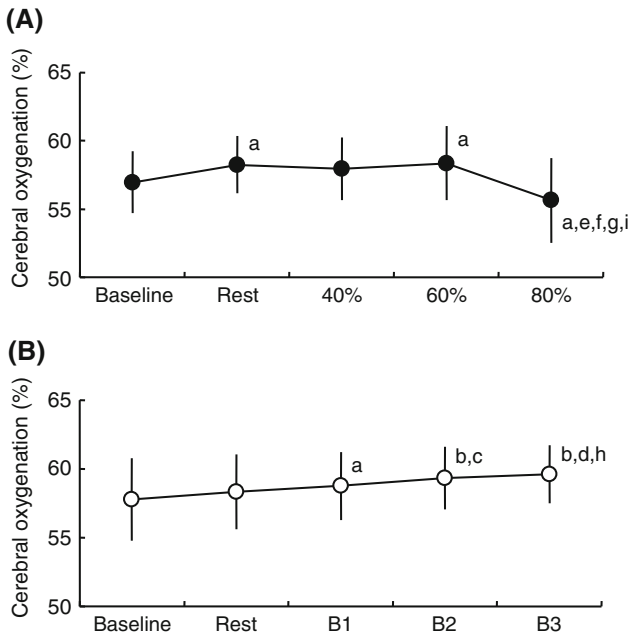 (A)
Cerebral oxygenation (%)
65
60
55
50
a
a
a,e,f,g,i
Baseline Rest 40% 60% 80%
(B)
Cerebral oxygenation (%)
65
60
55
50
a
b,c
b,d,h
Baseline Rest B1 B2 B3